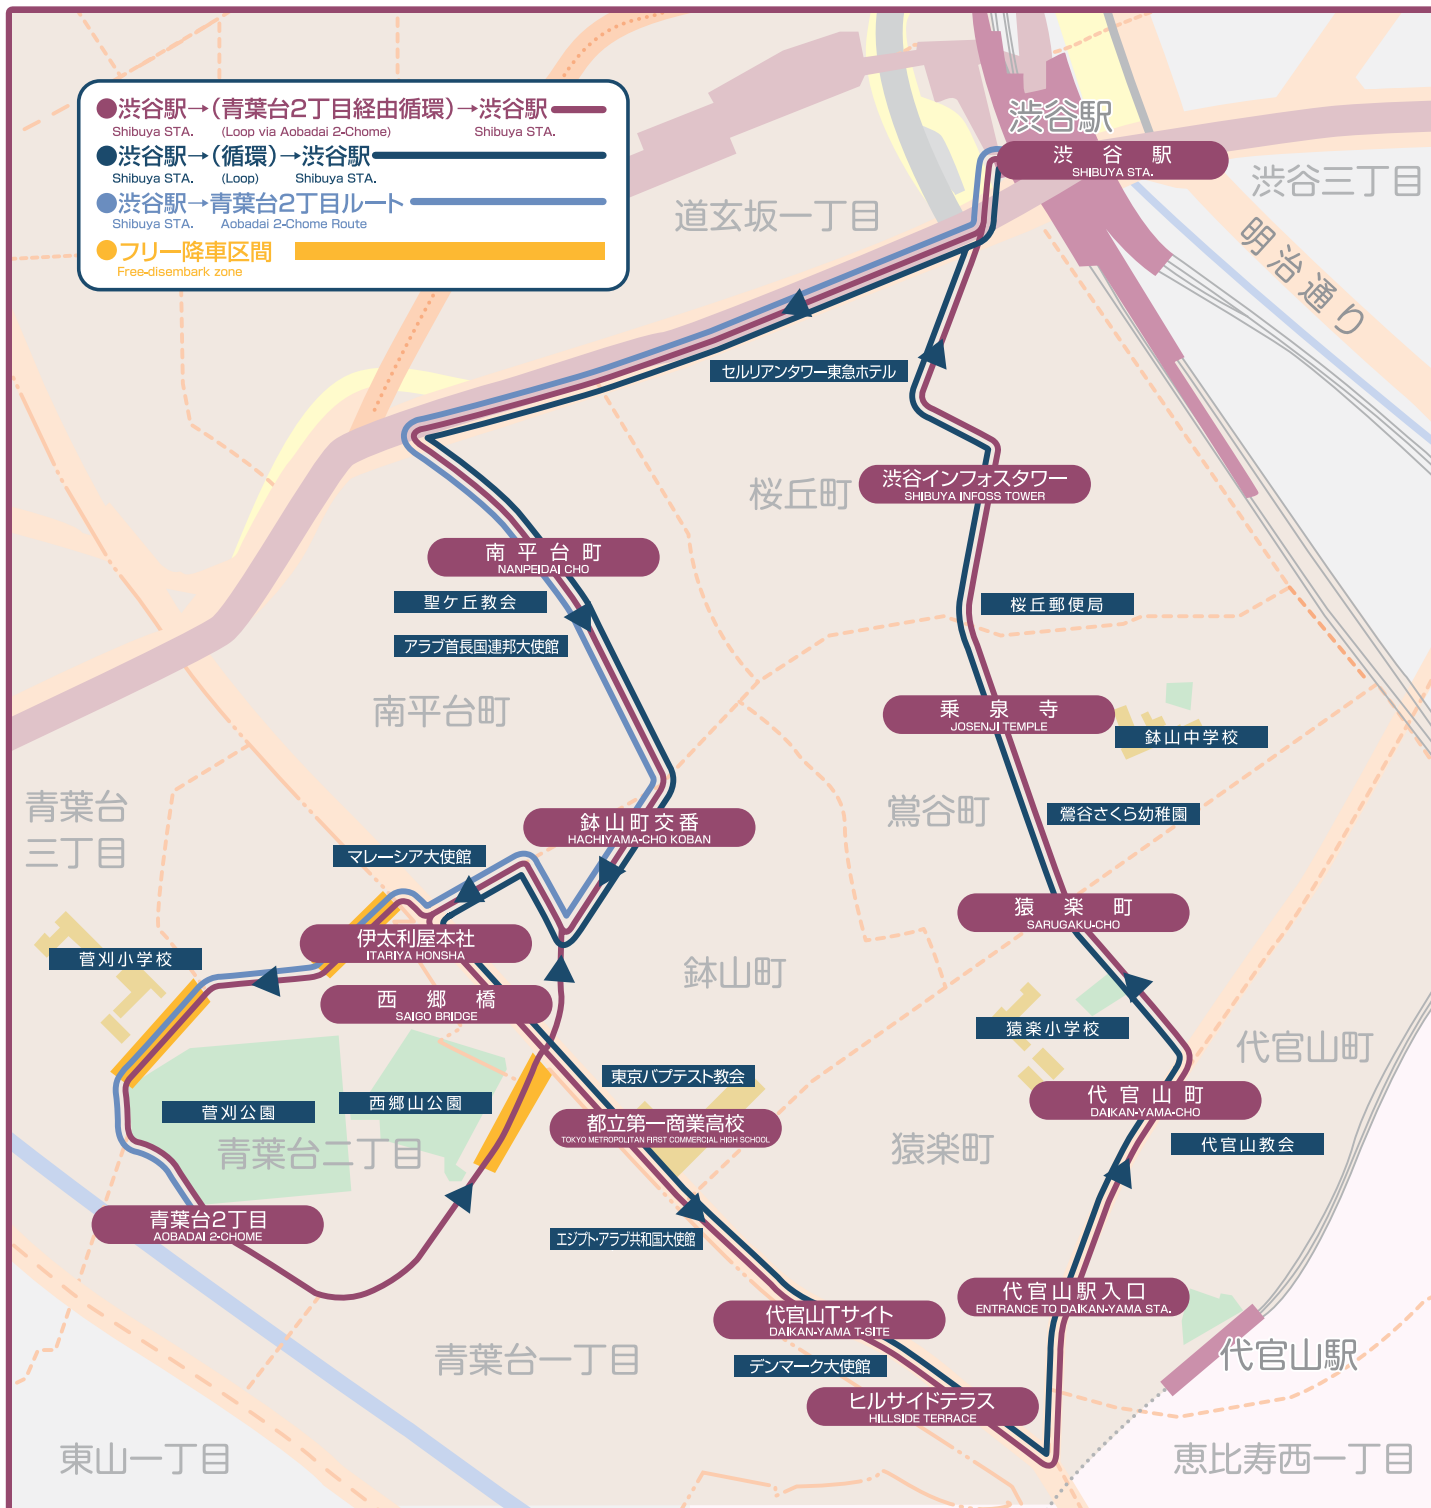 ●渋谷駅→(青葉台2丁目経由循環)→渋谷駅
Shibuya STA. (Loop via Aobadai 2-Chome) Shibuya STA.
●渋谷駅→(循環)→渋谷駅
Shibuya STA. (Loop) Shibuya STA.
●渋谷駅→青葉台2丁目ルート
Shibuya STA. Aobadai 2-Chome Route
●フリー降車区間
Free-disembark zone
渋谷駅
渋谷駅
SHIBUYA STA.
渋谷三丁目
道玄坂一丁目
明治通り
セルリアンタワー東急ホテル
渋谷インフォスタワー
SHIBUYA INFOSS TOWER
桜丘町
南平台町
NANPEIDAI CHO
聖ケ丘教会
桜丘郵便局
アラブ首長国連邦大使館
南平台町
乗泉寺
JOSENJI TEMPLE
鉢山中学校
青葉台
三丁目
鶯谷町
鶯谷さくら幼稚園
鉢山町交番
HACHIYAMA-CHO KOBAN
マレーシア大使館
猿楽町
SARUGAKU-CHO
伊太利屋本社
ITARIYA HONSHA
菅刈小学校
鉢山町
西郷橋
SAIGO BRIDGE
猿楽小学校
代官山町
東京バプテスト教会
西郷山公園
菅刈公園
代官山町
DAIKAN-YAMA-CHO
都立第一商業高校
TOKYO METROPOLITAN FIRST COMMERCIAL HIGH SCHOOL
代官山教会
青葉台二丁目
猿楽町
青葉台2丁目
AOBADAI 2-CHOME
エジプト・アラブ共和国大使館
代官山駅入口
ENTRANCE TO DAIKAN-YAMA STA.
代官山Tサイト
DAIKAN-YAMA T-SITE
青葉台一丁目
代官山駅
デンマーク大使館
ヒルサイドテラス
HILLSIDE TERRACE
東山一丁目
恵比寿西一丁目